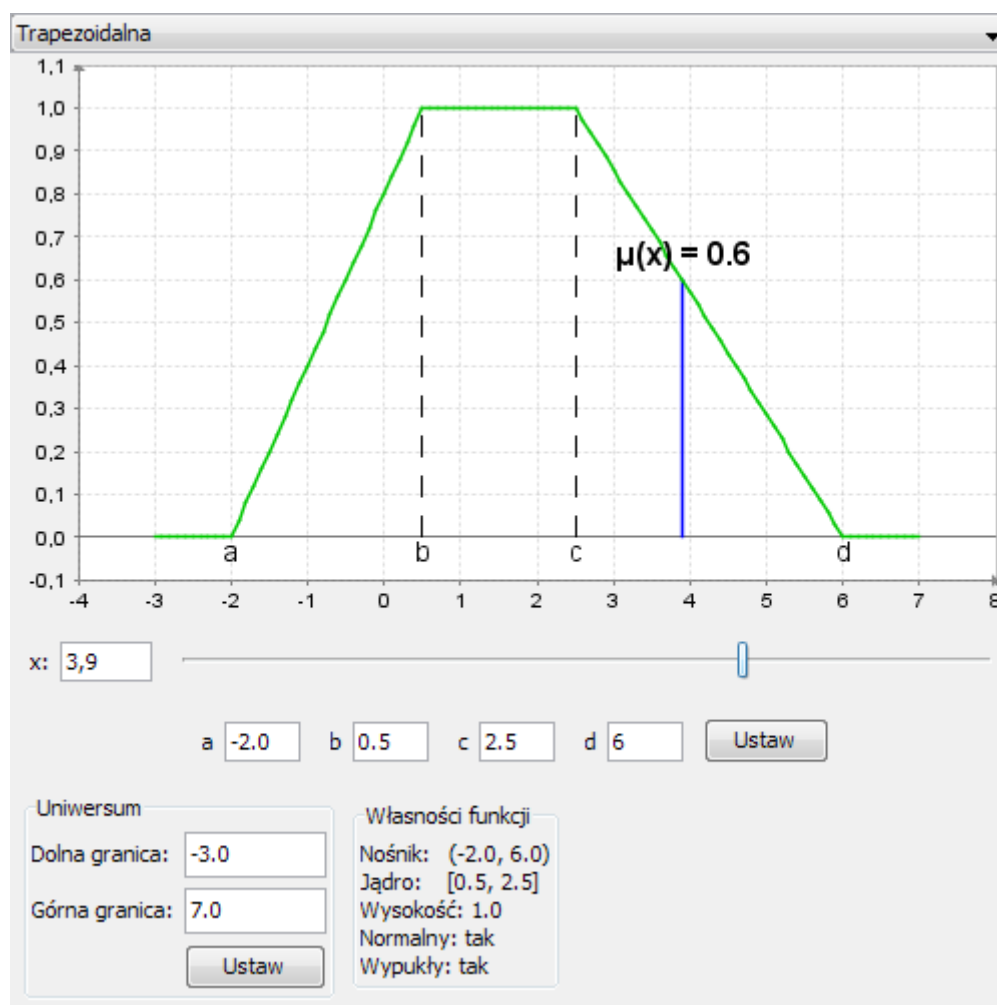 Trapezoidalna
1,1
1,0
0,9
0,8
0,7
μ(x) = 0.6
0,6
0,5
0,4
0,3
0,2
0,1
0,0
a b c d
-0,1
-4 -3 -2 -1 0 1 2 3 4 5 6 7 8
x: 3,9
a -2.0 b 0.5 c 2.5 d 6 Ustaw
Uniwersum
Dolna granica: -3.0
Górna granica: 7.0
Ustaw
Własności funkcji
Nośnik: (-2.0, 6.0)
Jądro: [0.5, 2.5]
Wysokość: 1.0
Normalny: tak
Wypukły: tak